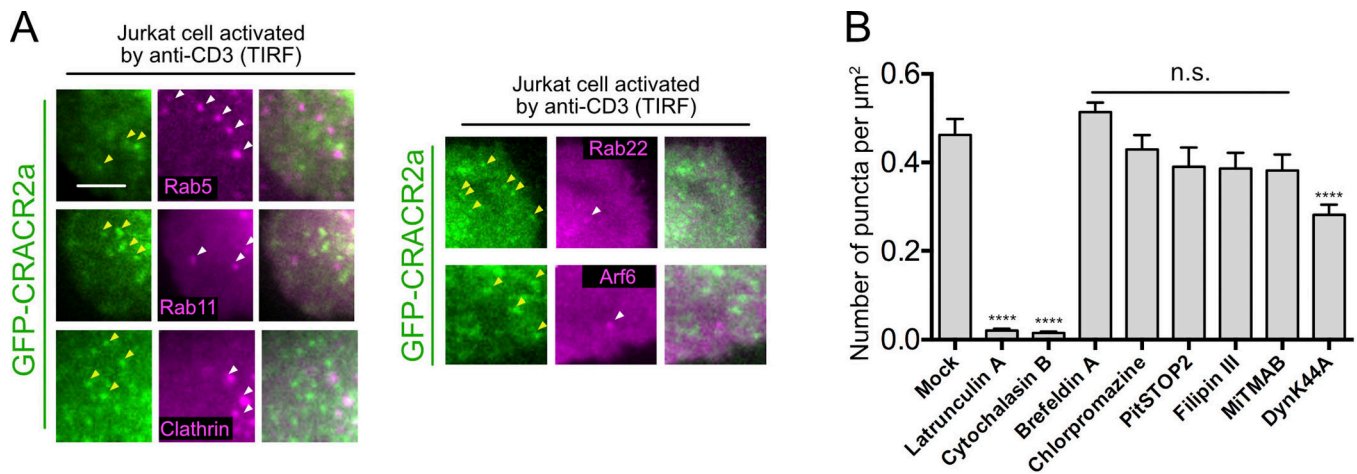 A
Jurkat cell activated
by anti-CD3 (TIRF)
GFP-CRACR2a
Rab5
Rab11
Clathrin
Jurkat cell activated
by anti-CD3 (TIRF)
GFP-CRACR2a
Rab22
Arf6
B
Number of puncta per µm²
0.6
0.4
0.2
0.0
n.s.
****
****
****
Mock
Latrunculin A
Cytochalasin B
Brefeldin A
Chlorpromazine
PitSTOP2
Filipin III
MiTMAB
DynK44A